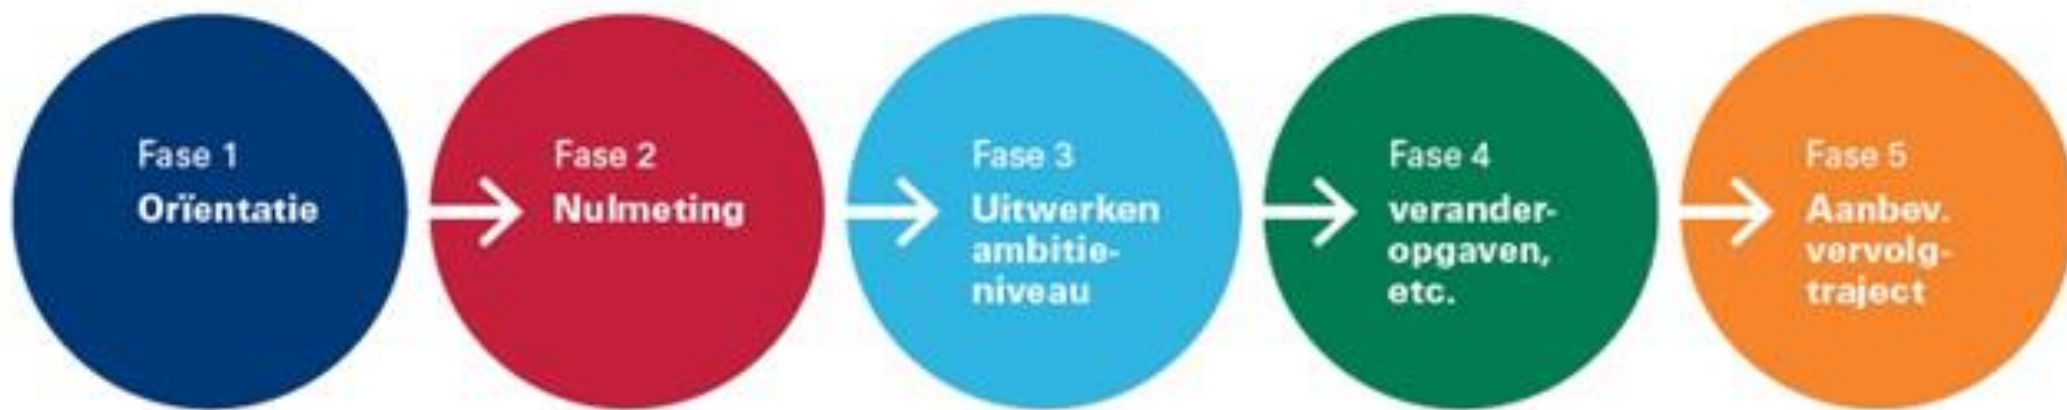 Fase 1
Orïentatie
Fase 2
Nulmeting
Fase 3
Uitwerken
ambitie-
niveau
Fase 4
verander-
opgaven,
etc.
Fase 5
Aanbev.
vervolg-
traject